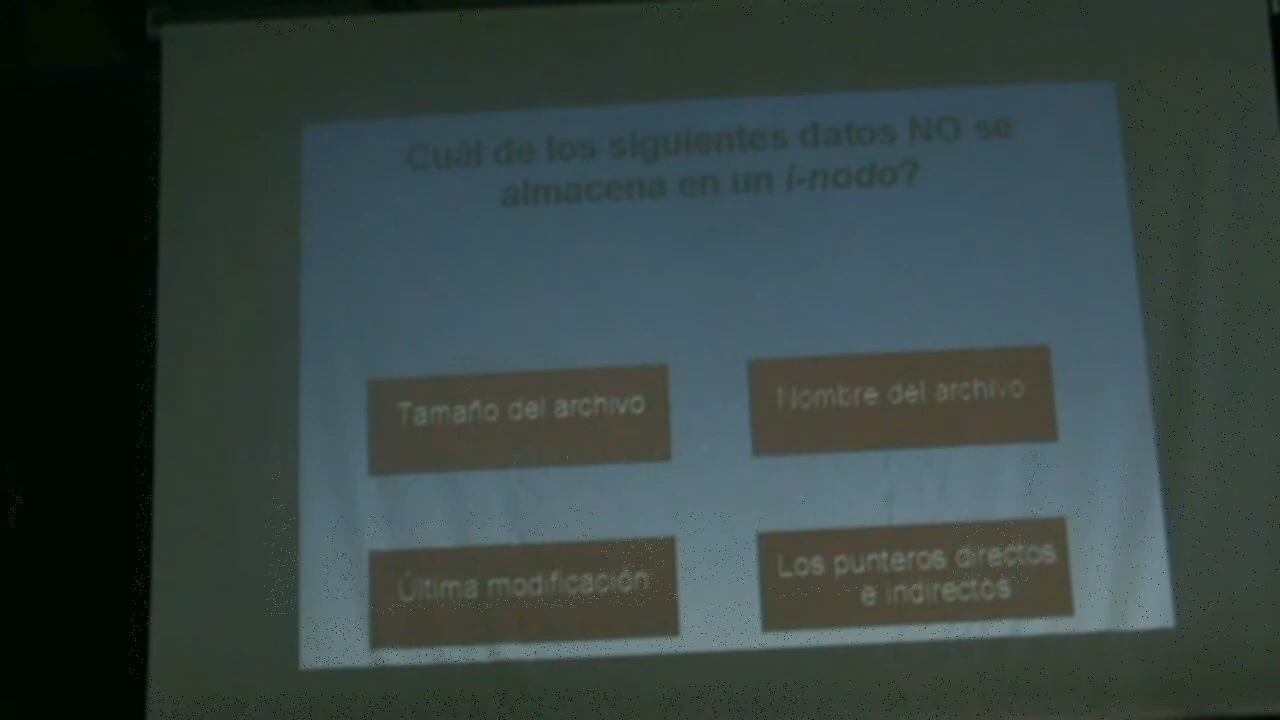 Cuál de los siguientes datos NO se
almacena en un i-nodo?
Tamaño del archivo
Nombre del archivo
Última modificación
Los punteros directos
e indirectos